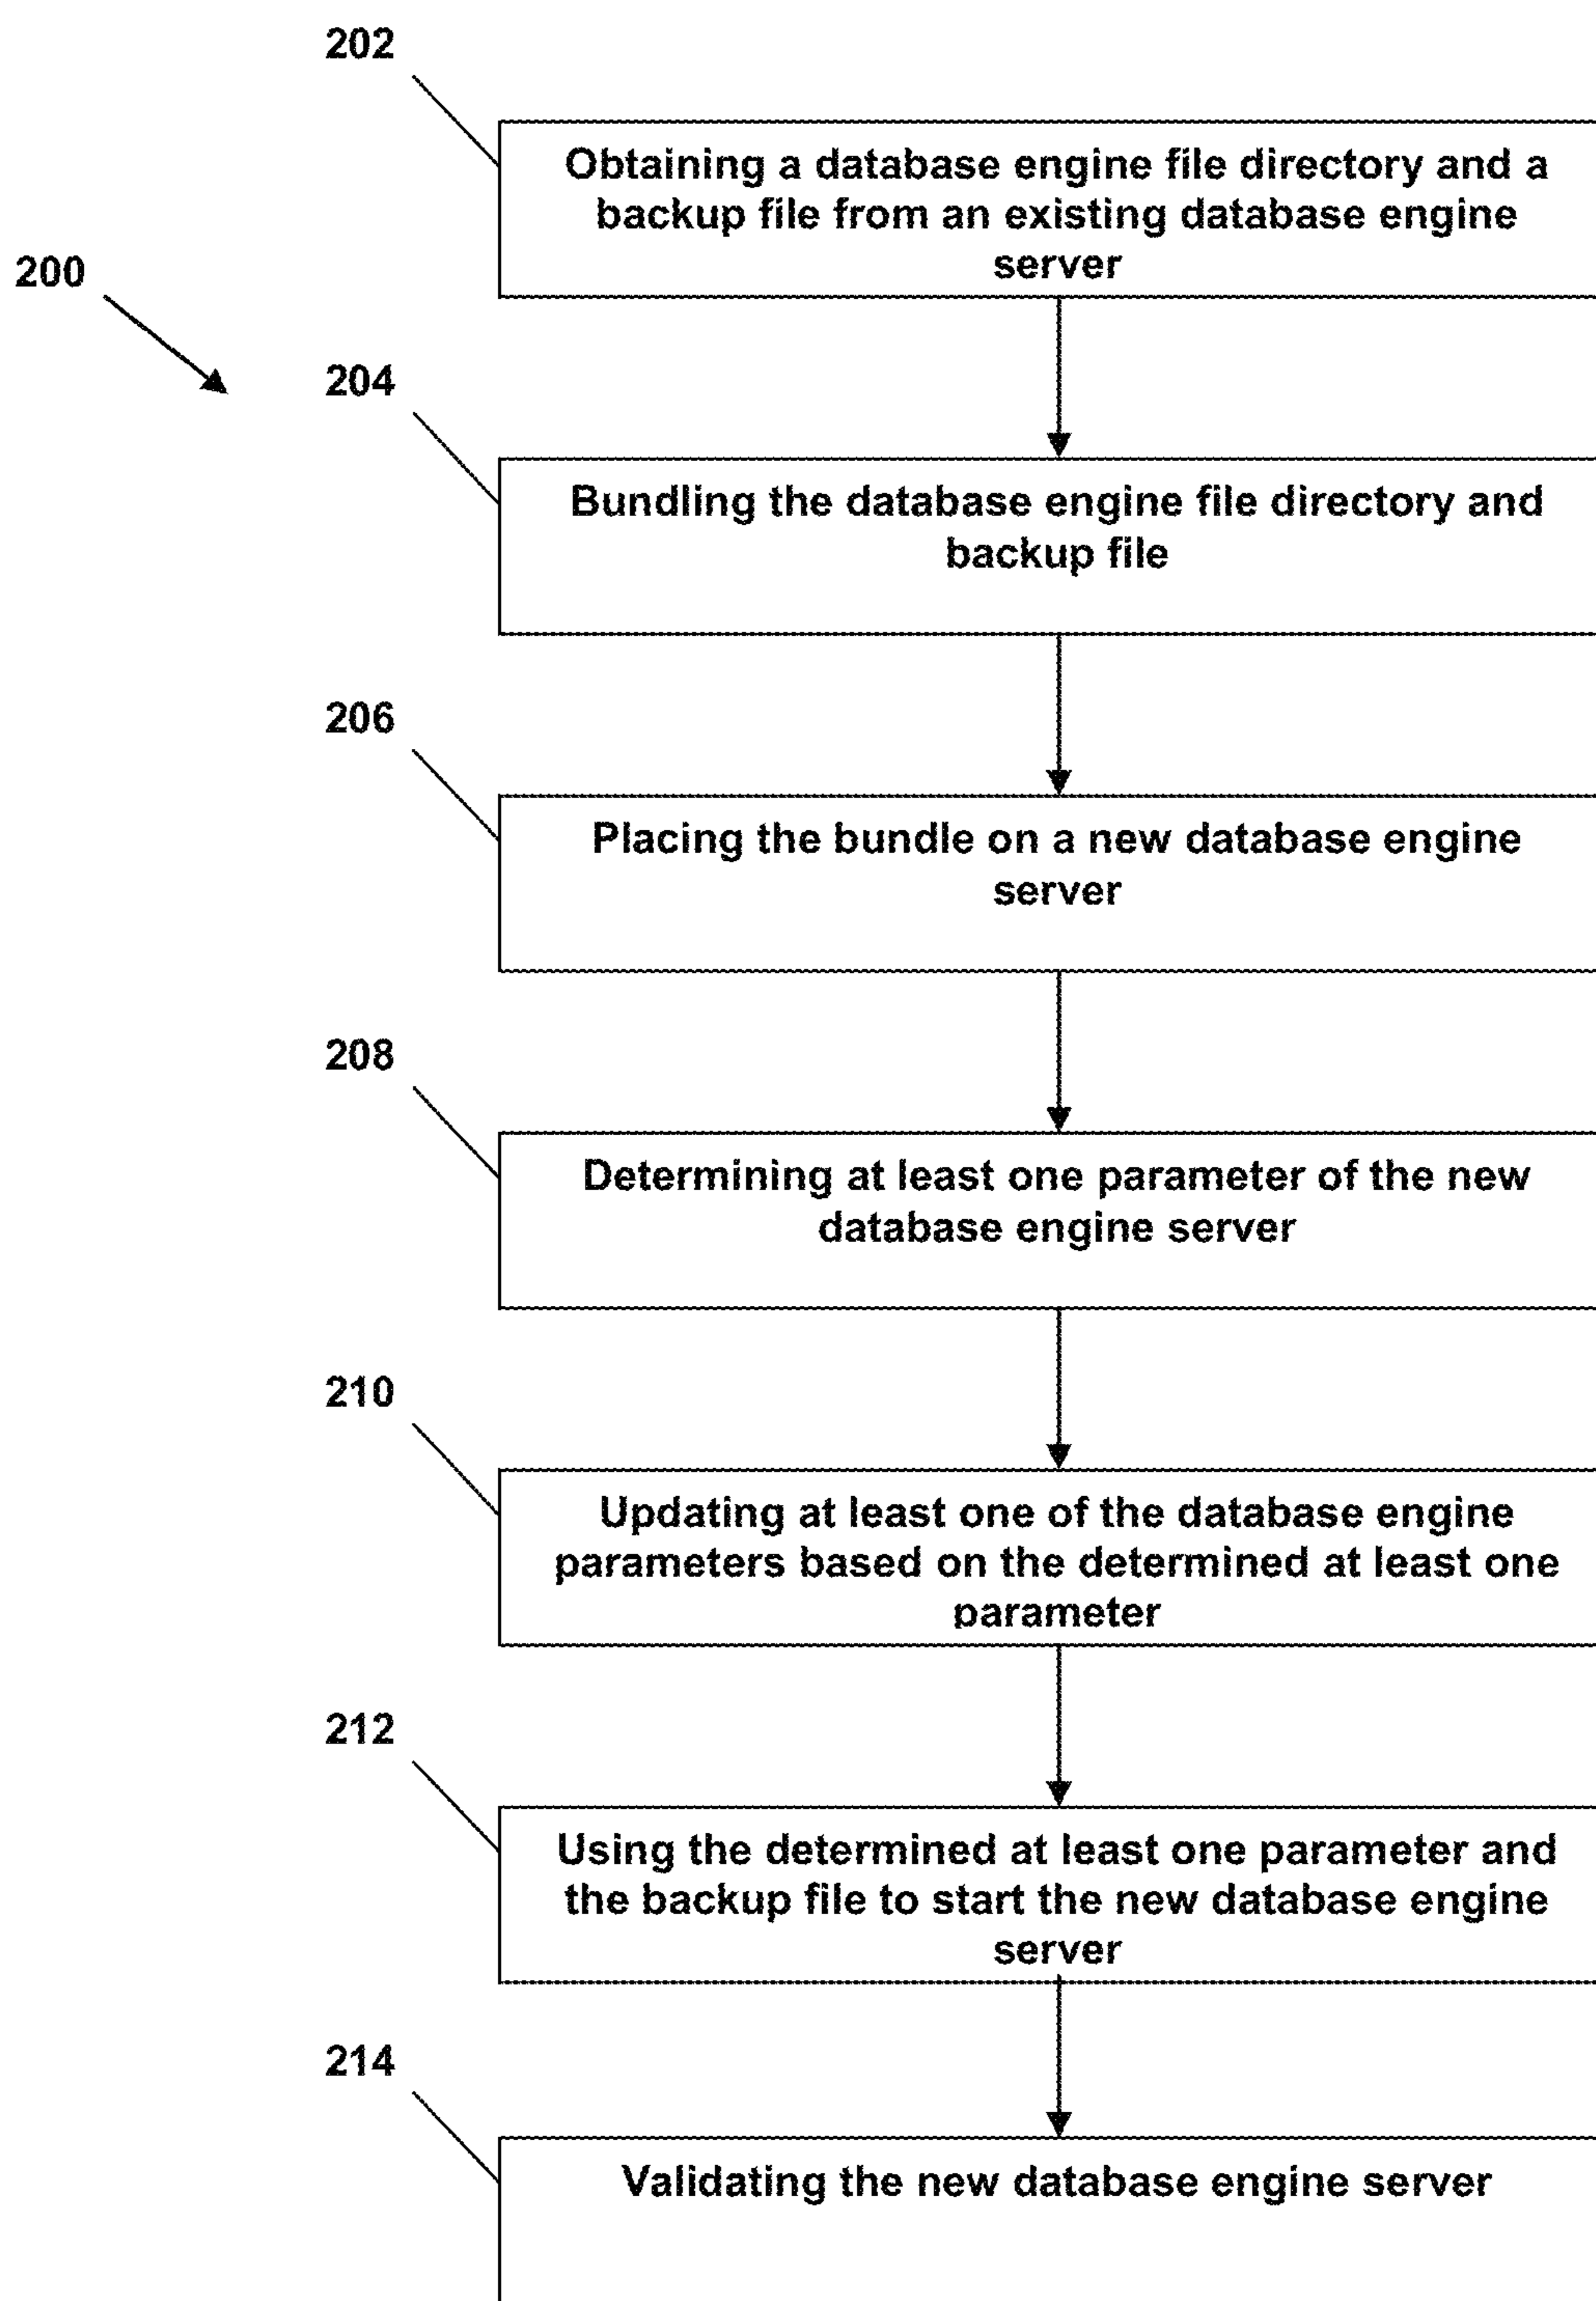 202
Obtaining a database engine file directory and a
backup file from an existing database engine
server
200
204
Bundling the database engine file directory and
backup file
206
Placing the bundle on a new database engine
server
208
Determining at least one parameter of the new
database engine server
210
Updating at least one of the database engine
parameters based on the determined at least one
parameter
212
Using the determined at least one parameter and
the backup file to start the new database engine
server
214
Validating the new database engine server